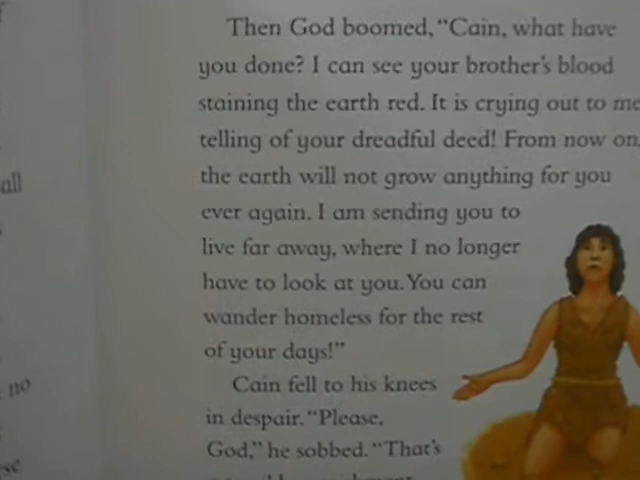 all
no
Then God boomed, “Cain, what have
you done? I can see your brother's blood
staining the earth red. It is crying out to me
telling of your dreadful deed! From now on,
the earth will not grow anything for you
ever again. I am sending you to
live far away, where I no longer
have to look at you. You can
wander homeless for the rest
of your days!”
Cain fell to his knees
in despair. “Please,
God,” he sobbed. “That's